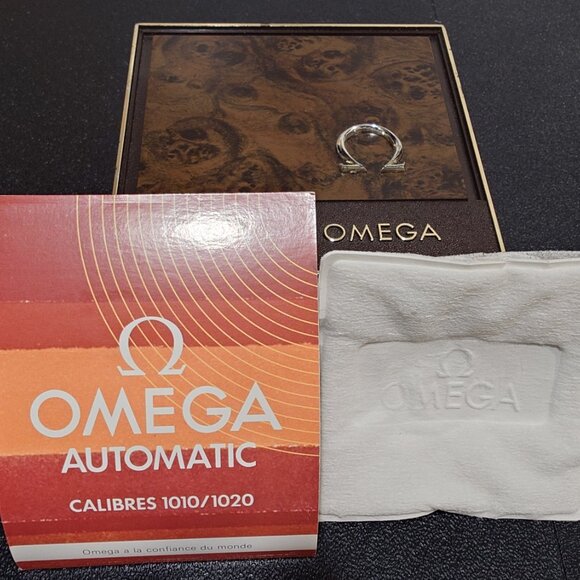 OMEGA
Ω
OMEGA
AUTOMATIC
CALIBRES 1010/1020
Omega a la confiance du monde
Ω
OMEGA